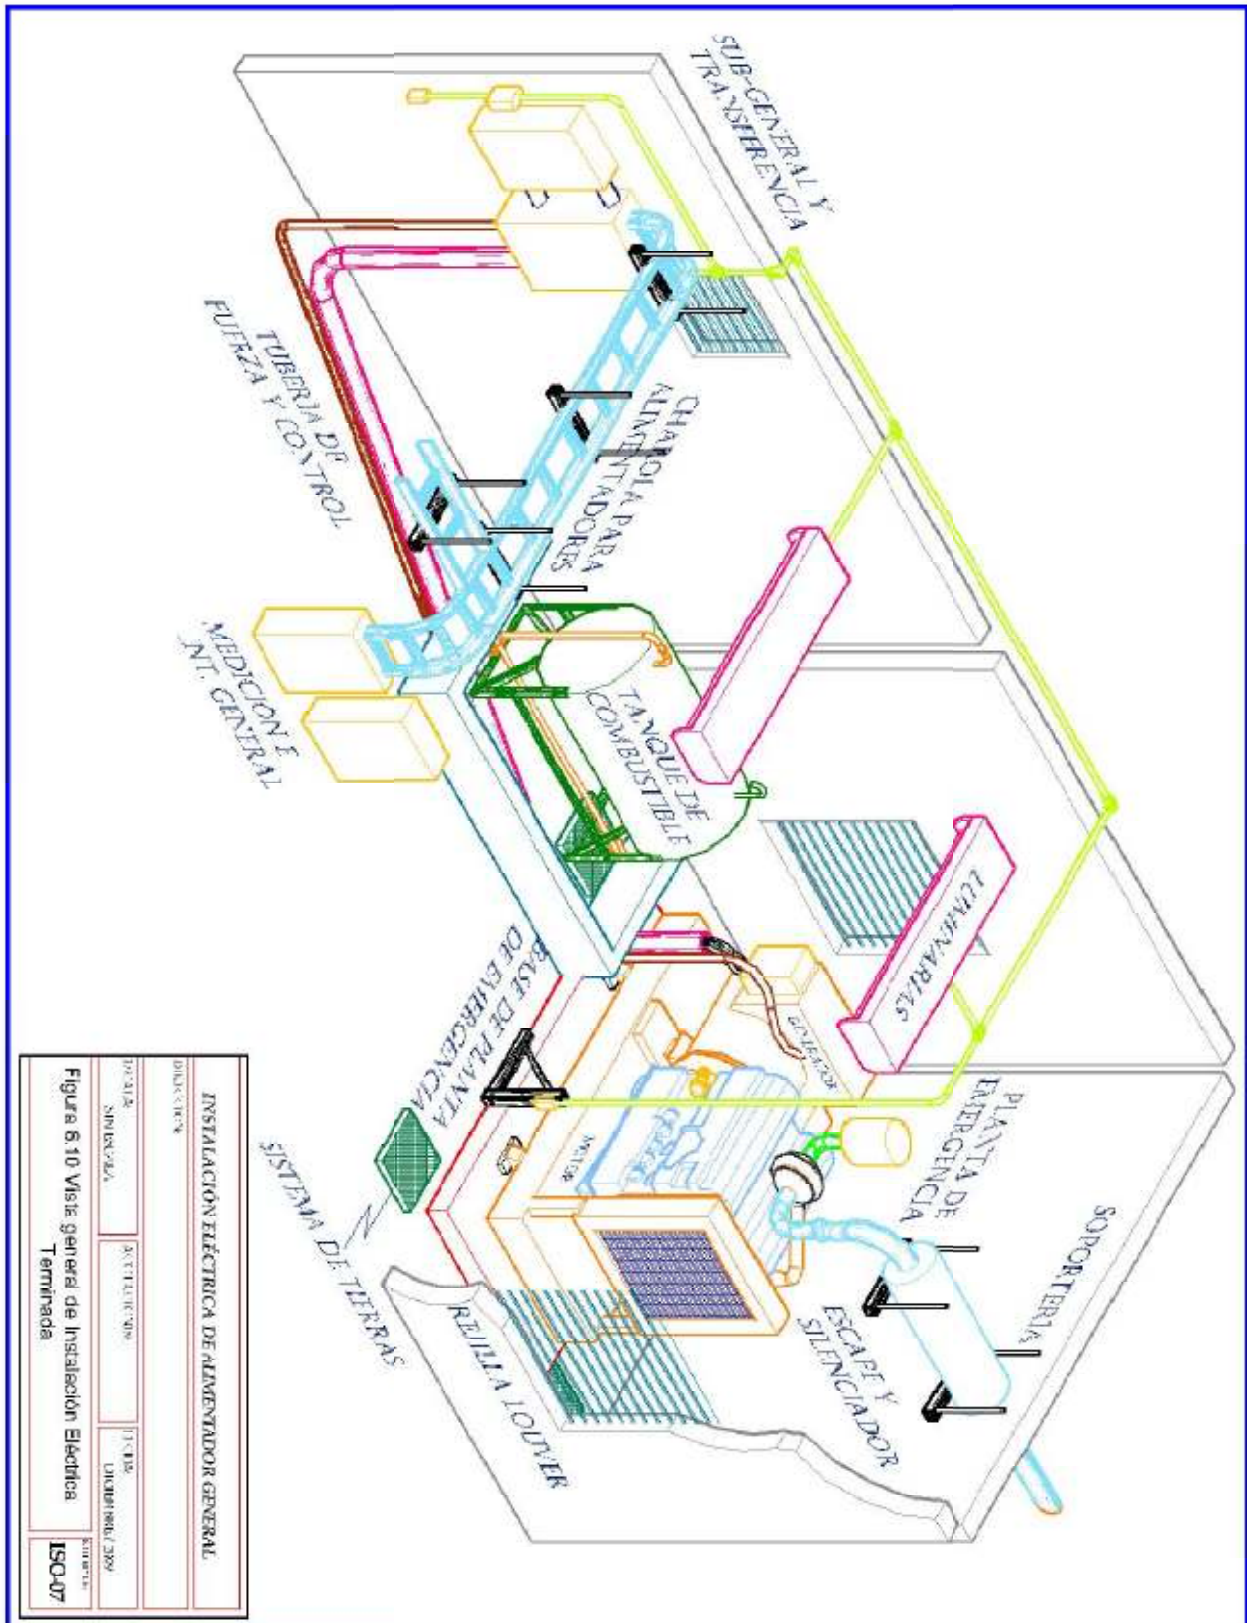 SUB-GENERAL Y
TRANSFERENCIA
TUBERIA DE
FUERZA Y CONTROL
CHAROLA PARA
ALIMENTADORES
MEDICION E
INT. GENERAL
TANQUE DE
COMBUSTIBLE
LUMINARIAS
GENERADOR
BASE DE PLANTA
DE EMERGENCIA
MOTOR
PLANTA DE
EMERGENCIA
SOPORTERIA
ESCAPE Y
SILENCIADOR
REJILLA LOUVER
SISTEMA DE TIERRAS
INSTALACIÓN ELÉCTRICA DE ALIMENTADOR GENERAL
SIN ESCALA
Figura 6.10 Vista general de Instalación Eléctrica
Terminada
ISO-07